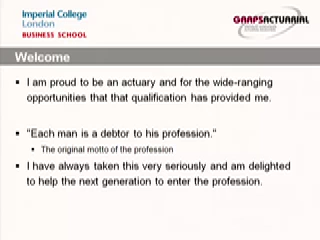 Imperial College
London
BUSINESS SCHOOL
GAAPSACTUARIAL
Welcome
▪ I am proud to be an actuary and for the wide-ranging
opportunities that that qualification has provided me.
▪ "Each man is a debtor to his profession."
▪ The original motto of the profession
▪ I have always taken this very seriously and am delighted
to help the next generation to enter the profession.